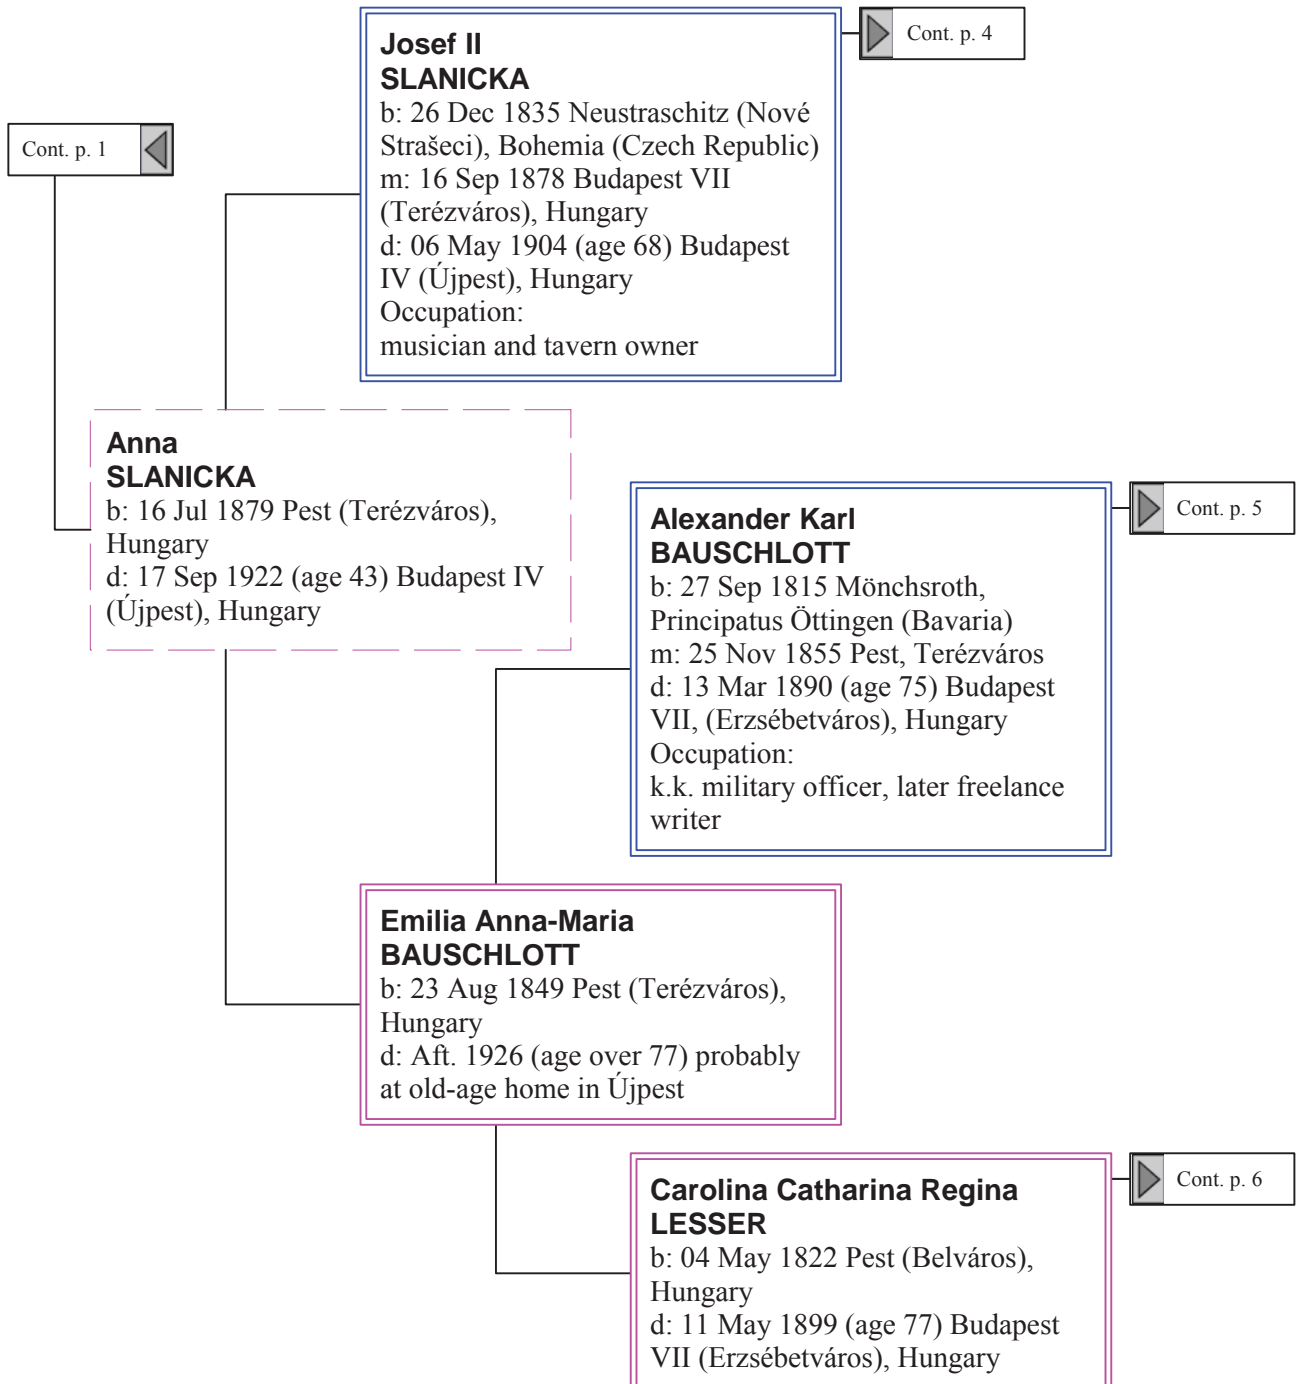 Cont. p. 1
Josef II
SLANICKA
b: 26 Dec 1835 Neustraschitz (Nové
Strašeci), Bohemia (Czech Republic)
m: 16 Sep 1878 Budapest VII
(Terézváros), Hungary
d: 06 May 1904 (age 68) Budapest
IV (Újpest), Hungary
Occupation:
musician and tavern owner
Cont. p. 4
Anna
SLANICKA
b: 16 Jul 1879 Pest (Terézváros),
Hungary
d: 17 Sep 1922 (age 43) Budapest IV
(Újpest), Hungary
Alexander Karl
BAUSCHLOTT
b: 27 Sep 1815 Mönchsroth,
Principatus Öttingen (Bavaria)
m: 25 Nov 1855 Pest, Terézváros
d: 13 Mar 1890 (age 75) Budapest
VII, (Erzsébetváros), Hungary
Occupation:
k.k. military officer, later freelance
writer
Cont. p. 5
Emilia Anna-Maria
BAUSCHLOTT
b: 23 Aug 1849 Pest (Terézváros),
Hungary
d: Aft. 1926 (age over 77) probably
at old-age home in Újpest
Carolina Catharina Regina
LESSER
b: 04 May 1822 Pest (Belváros),
Hungary
d: 11 May 1899 (age 77) Budapest
VII (Erzsébetváros), Hungary
Cont. p. 6